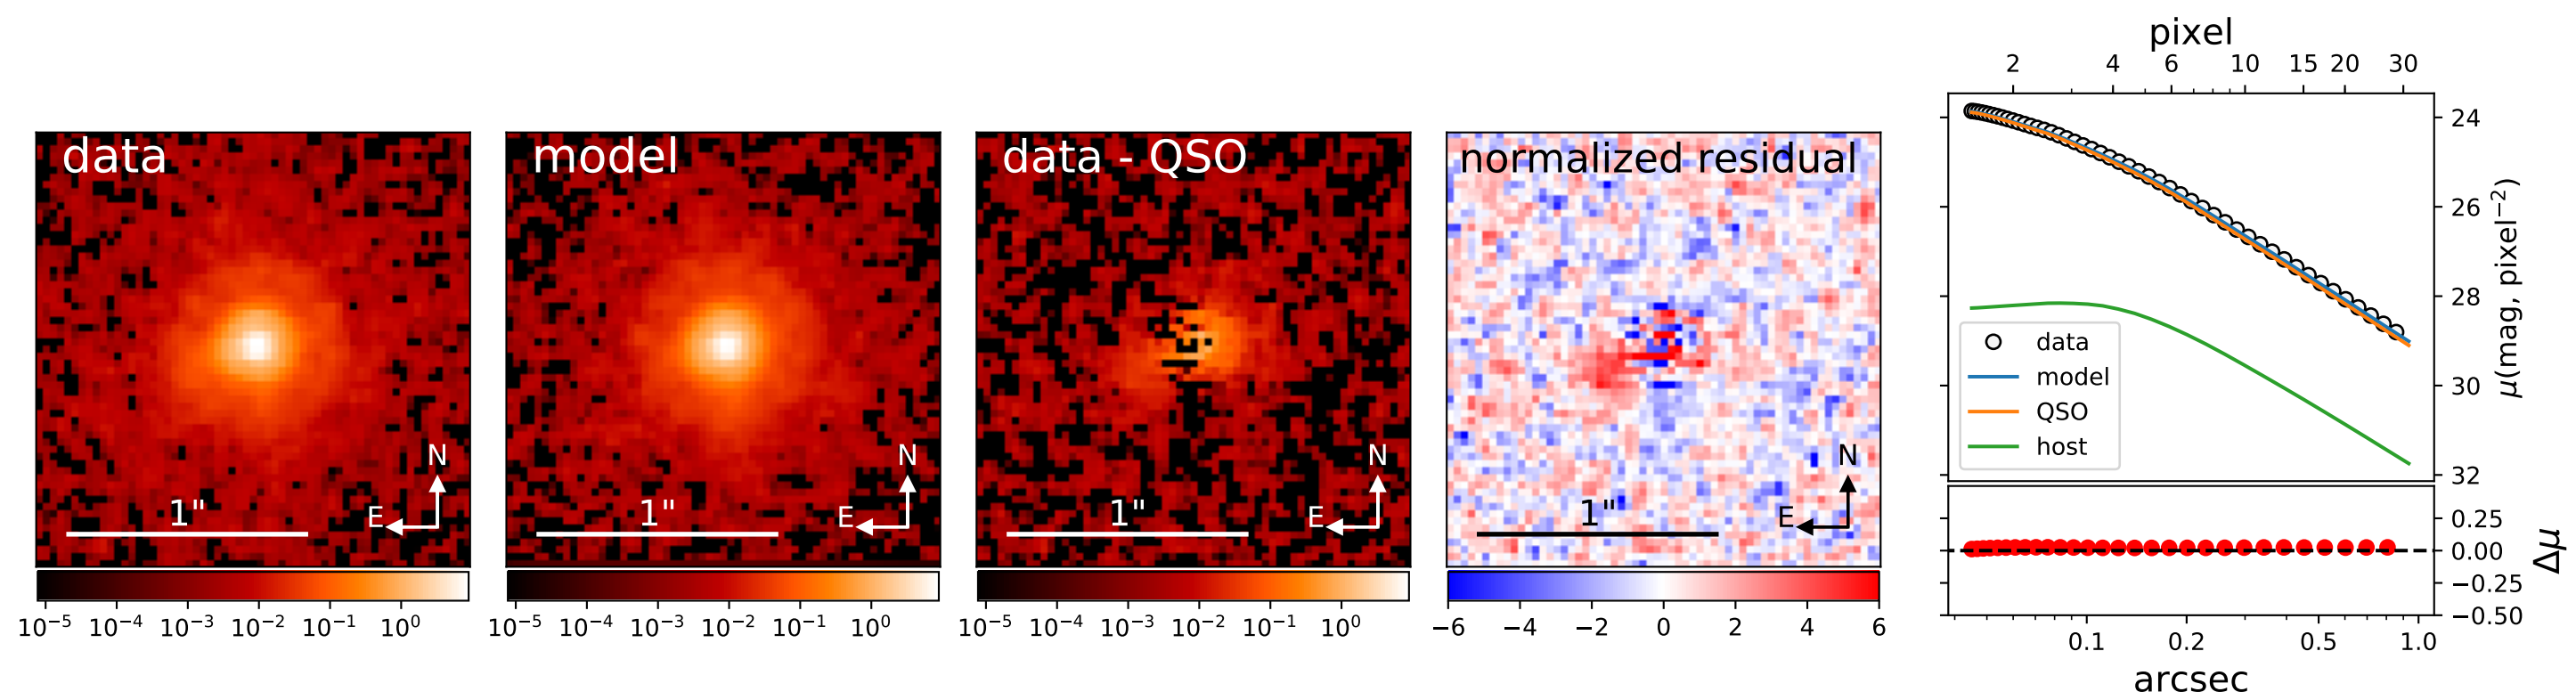 data
N
E
1"
10⁻⁵ 10⁻⁴ 10⁻³ 10⁻² 10⁻¹ 10⁰
model
N
E
1"
10⁻⁵ 10⁻⁴ 10⁻³ 10⁻² 10⁻¹ 10⁰
data - QSO
N
E
1"
10⁻⁵ 10⁻⁴ 10⁻³ 10⁻² 10⁻¹ 10⁰
normalized residual
N
E
1"
−6 −4 −2 0 2 4 6
pixel
2 4 6 10 15 20 30
24
26
28
30
32
μ(mag, pixel⁻²)
data
model
QSO
host
0.25
0.00
−0.25
−0.50
Δμ
0.1 0.2 0.5 1.0
arcsec